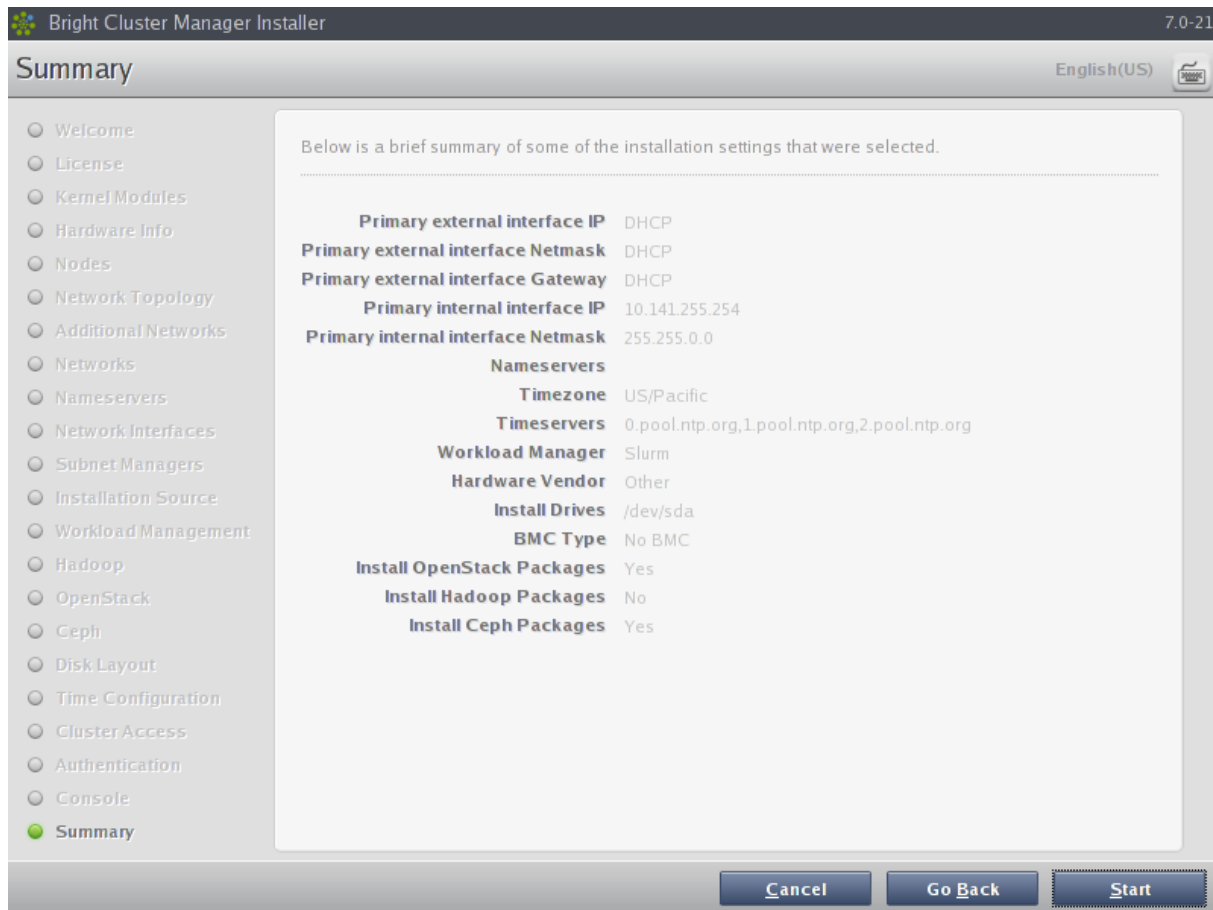 Bright Cluster Manager Installer 7.0-21
Summary English(US)
Welcome
License
Kernel Modules
Hardware Info
Nodes
Network Topology
Additional Networks
Networks
Nameservers
Network Interfaces
Subnet Managers
Installation Source
Workload Management
Hadoop
OpenStack
Ceph
Disk Layout
Time Configuration
Cluster Access
Authentication
Console
Summary
Below is a brief summary of some of the installation settings that were selected.
Primary external interface IP DHCP
Primary external interface Netmask DHCP
Primary external interface Gateway DHCP
Primary internal interface IP 10.141.255.254
Primary internal interface Netmask 255.255.0.0
Nameservers
Timezone US/Pacific
Timeservers 0.pool.ntp.org,1.pool.ntp.org,2.pool.ntp.org
Workload Manager Slurm
Hardware Vendor Other
Install Drives /dev/sda
BMC Type No BMC
Install OpenStack Packages Yes
Install Hadoop Packages No
Install Ceph Packages Yes
Cancel Go Back Start